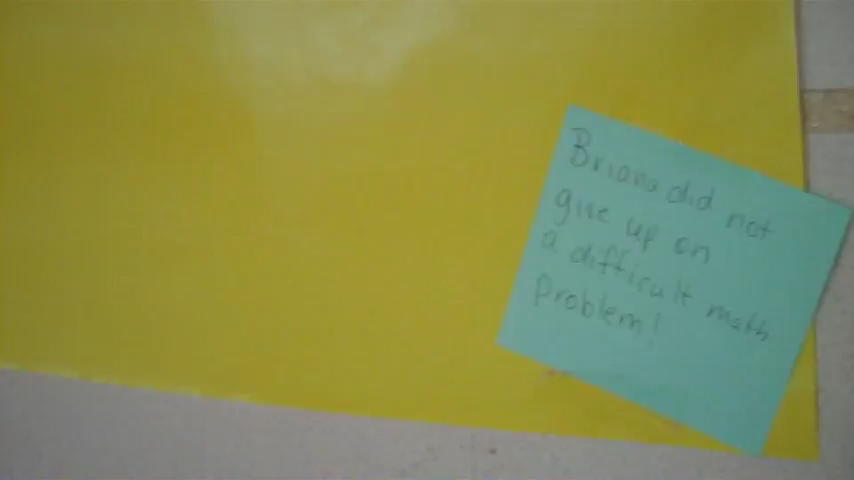 Briana did not
give up on
a difficult math
problem!